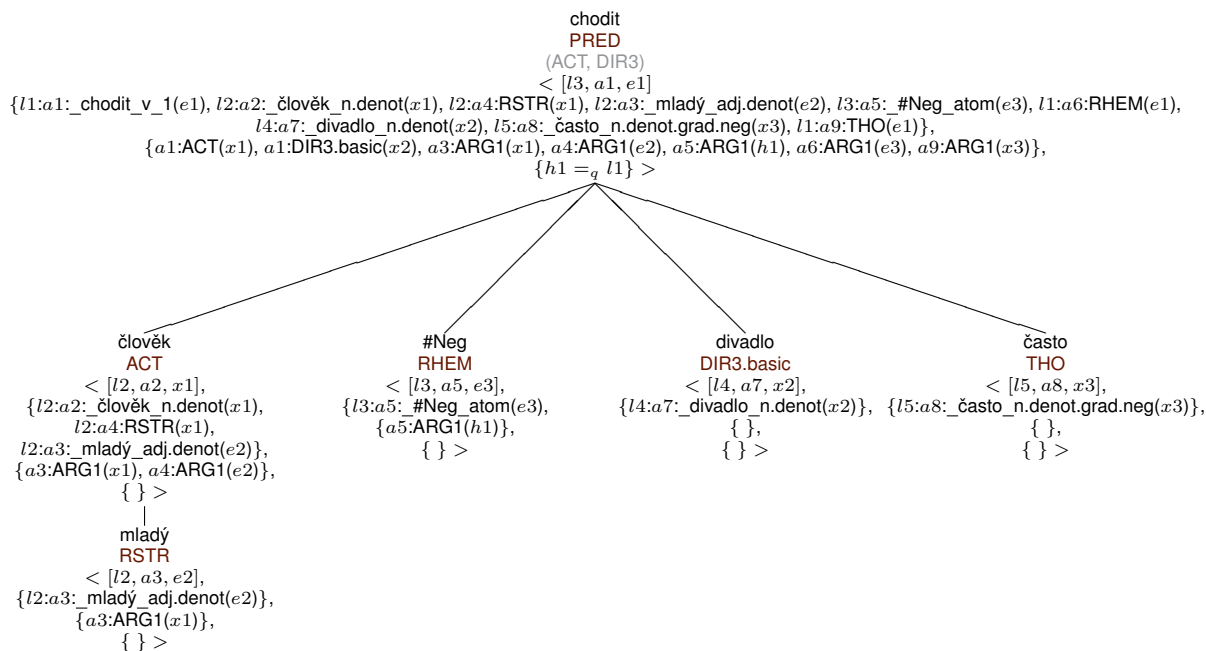 chodit
PRED
(ACT, DIR3)
< [l3, a1, e1]
{l1:a1:_chodit_v_1(e1), l2:a2:_člověk_n.denot(x1), l2:a4:RSTR(x1), l2:a3:_mladý_adj.denot(e2), l3:a5:_#Neg_atom(e3), l1:a6:RHEM(e1),
l4:a7:_divadlo_n.denot(x2), l5:a8:_často_n.denot.grad.neg(x3), l1:a9:THO(e1)},
{a1:ACT(x1), a1:DIR3.basic(x2), a3:ARG1(x1), a4:ARG1(e2), a5:ARG1(h1), a6:ARG1(e3), a9:ARG1(x3)},
{h1 =q l1} >
člověk
ACT
< [l2, a2, x1],
{l2:a2:_člověk_n.denot(x1),
l2:a4:RSTR(x1),
l2:a3:_mladý_adj.denot(e2)},
{a3:ARG1(x1), a4:ARG1(e2)},
{ } >
mladý
RSTR
< [l2, a3, e2],
{l2:a3:_mladý_adj.denot(e2)},
{a3:ARG1(x1)},
{ } >
#Neg
RHEM
< [l3, a5, e3],
{l3:a5:_#Neg_atom(e3),
{a5:ARG1(h1)},
{ } >
divadlo
DIR3.basic
< [l4, a7, x2],
{l4:a7:_divadlo_n.denot(x2)},
{ },
{ } >
často
THO
< [l5, a8, x3],
{l5:a8:_často_n.denot.grad.neg(x3)},
{ },
{ } >